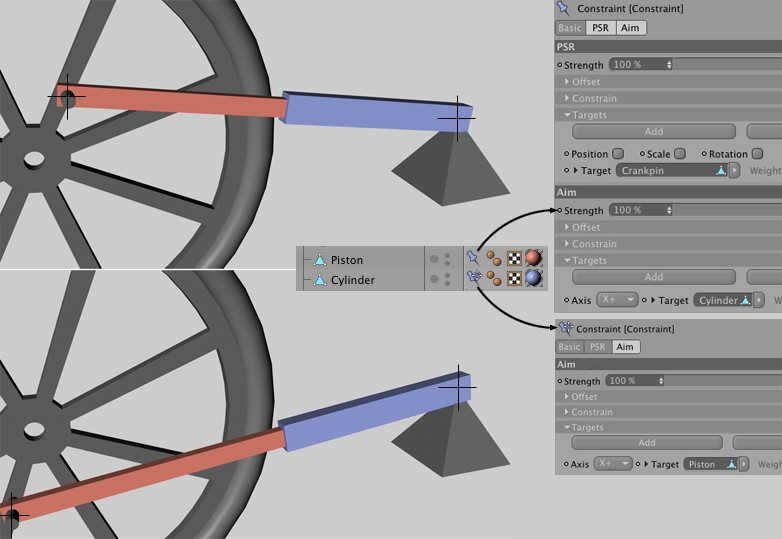 Constraint [Constraint]
Basic PSR Aim
PSR
Strength 100 %
Offset
Constrain
Targets
Add
Position Scale Rotation
Target Crankpin Weight
Aim
Strength 100 %
Offset
Constrain
Targets
Add
Axis X+ Target Cylinder W
Piston
Cylinder
Constraint [Constraint]
Basic PSR Aim
Aim
Strength 100 %
Offset
Constrain
Targets
Add
Axis X+ Target Piston Weig